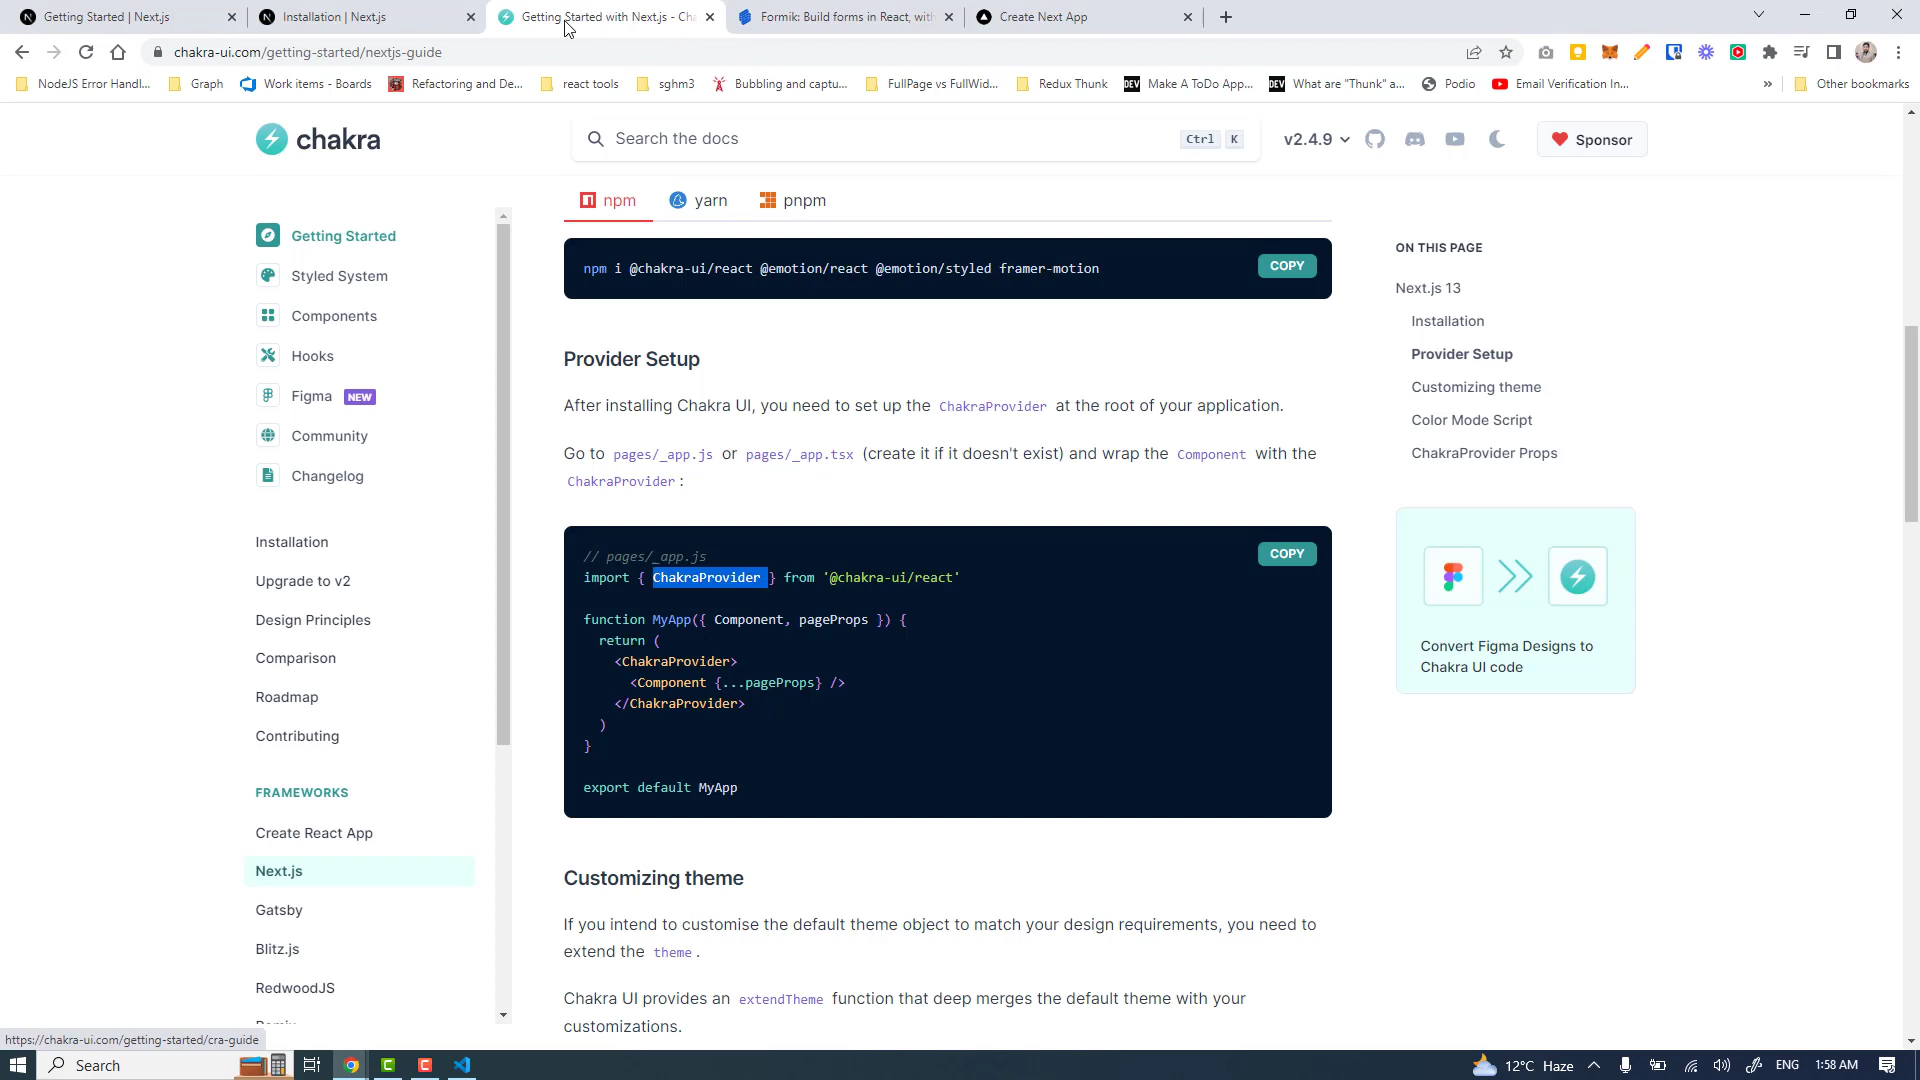 Getting Started | Next.js
Installation | Next.js
Getting Started with Next.js - Cha
Formik: Build forms in React, with
Create Next App
chakra-ui.com/getting-started/nextjs-guide
NodeJS Error Handl...
Graph
Work items - Boards
Refactoring and De...
react tools
sghm3
Bubbling and captu...
FullPage vs FullWid...
Redux Thunk
DEV Make A ToDo App...
DEV What are "Thunk" a...
Podio
Email Verification In...
»
Other bookmarks
chakra
Search the docs
Ctrl K
v2.4.9
Sponsor
npm
yarn
pnpm
Getting Started
Styled System
Components
Hooks
Figma NEW
Community
Changelog
Installation
Upgrade to v2
Design Principles
Comparison
Roadmap
Contributing
FRAMEWORKS
Create React App
Next.js
Gatsby
Blitz.js
RedwoodJS
npm i @chakra-ui/react @emotion/react @emotion/styled framer-motion
COPY
Provider Setup
After installing Chakra UI, you need to set up the ChakraProvider at the root of your application.
Go to pages/_app.js or pages/_app.tsx (create it if it doesn't exist) and wrap the Component with the
ChakraProvider :
COPY
// pages/_app.js
import { ChakraProvider } from '@chakra-ui/react'
function MyApp({ Component, pageProps }) {
return (
<ChakraProvider>
<Component {...pageProps} />
</ChakraProvider>
)
}
export default MyApp
Customizing theme
If you intend to customise the default theme object to match your design requirements, you need to
extend the theme .
Chakra UI provides an extendTheme function that deep merges the default theme with your
customizations.
ON THIS PAGE
Next.js 13
Installation
Provider Setup
Customizing theme
Color Mode Script
ChakraProvider Props
Convert Figma Designs to
Chakra UI code
https://chakra-ui.com/getting-started/cra-guide
Search
12°C Haze
ENG
1:58 AM